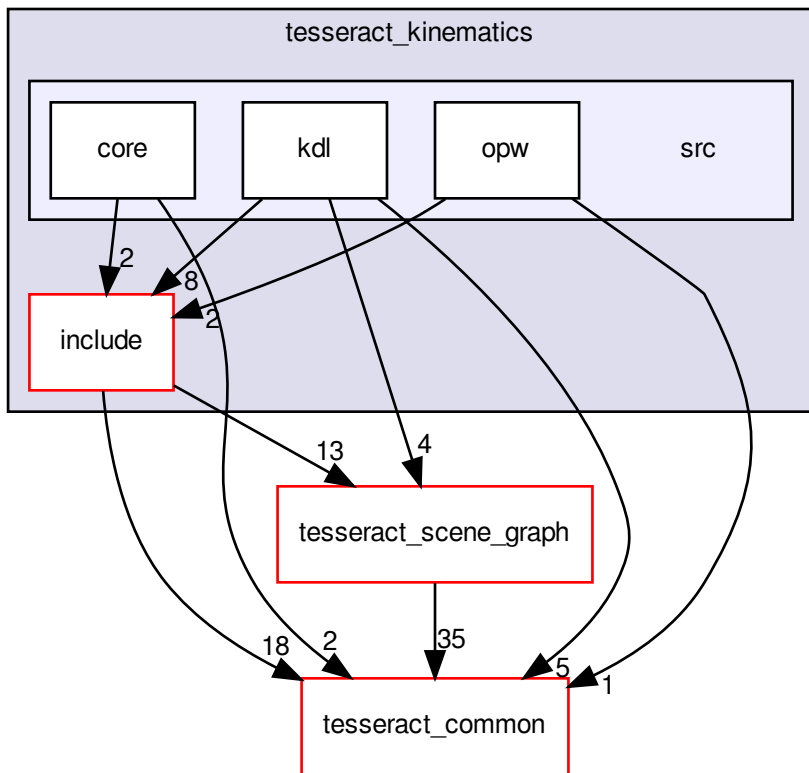 tesseract_kinematics
core
kdl
opw
src
2
8
2
include
13
4
tesseract_scene_graph
18
2
35
5
1
tesseract_common